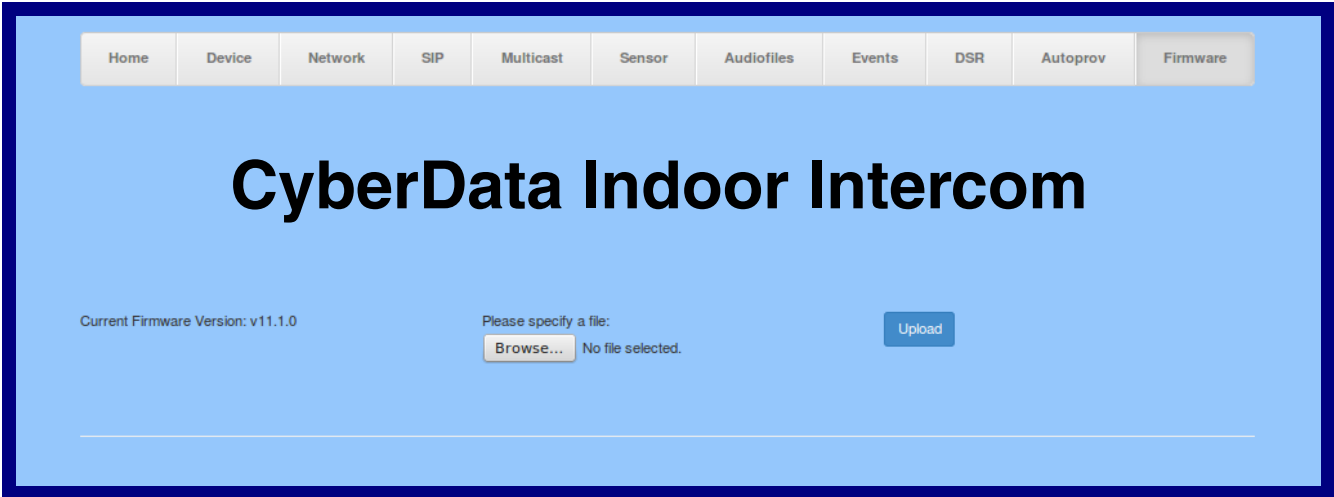 Home Device Network SIP Multicast Sensor Audiofiles Events DSR Autoprov Firmware
CyberData Indoor Intercom
Current Firmware Version: v11.1.0 Please specify a file: Upload
Browse... No file selected.